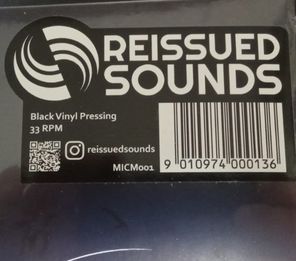 REISSUED
SOUNDS
Black Vinyl Pressing
33 RPM
reissuedsounds
MICM001
9 010974 000136